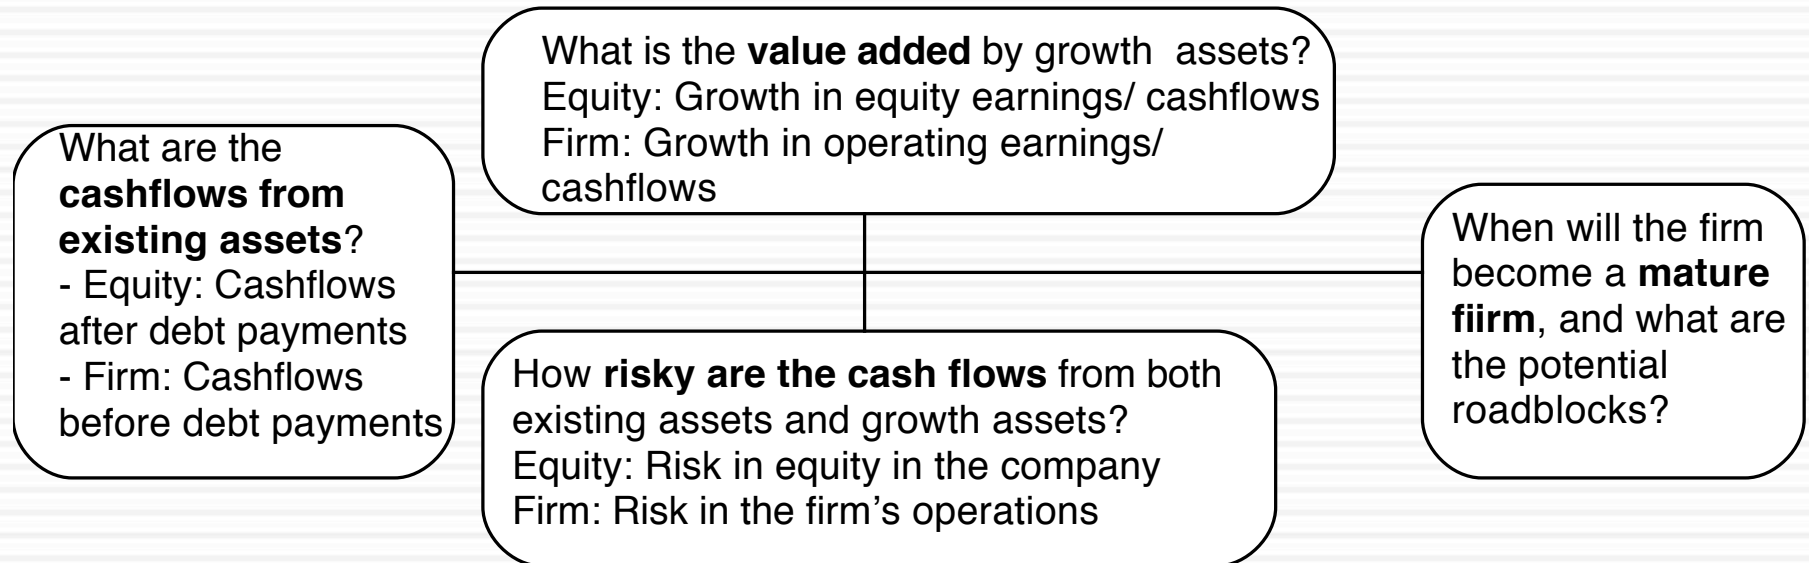 What is the value added by growth  assets?
Equity: Growth in equity earnings/ cashflows
Firm: Growth in operating earnings/
cashflows
What are the
cashflows from
existing assets?
- Equity: Cashflows
after debt payments
- Firm: Cashflows
before debt payments
When will the firm
become a mature
fiirm, and what are
the potential
roadblocks?
How risky are the cash flows from both
existing assets and growth assets?
Equity: Risk in equity in the company
Firm: Risk in the firm’s operations